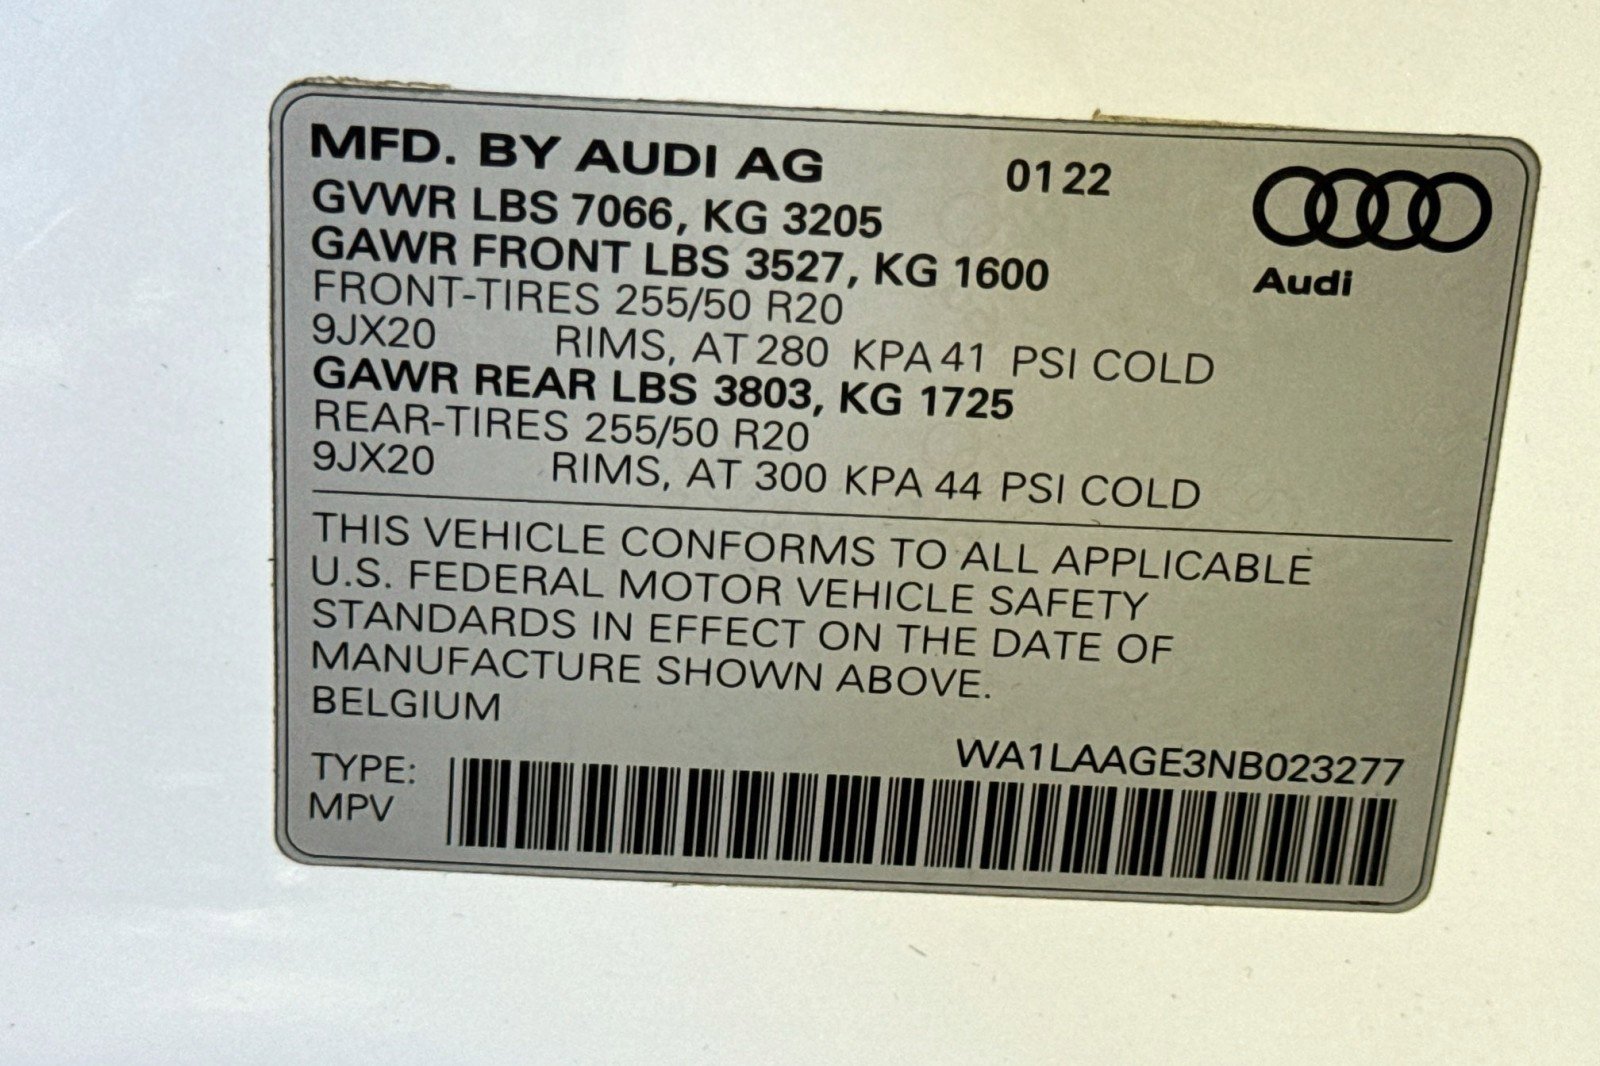 MFD. BY AUDI AG 01 22
GVWR LBS 7066, KG 3205
GAWR FRONT LBS 3527, KG 1600
FRONT-TIRES 255/50 R20
9JX20 RIMS, AT 280 KPA 41 PSI COLD
GAWR REAR LBS 3803, KG 1725
REAR-TIRES 255/50 R20
9JX20 RIMS, AT 300 KPA 44 PSI COLD
Audi
THIS VEHICLE CONFORMS TO ALL APPLICABLE
U.S. FEDERAL MOTOR VEHICLE SAFETY
STANDARDS IN EFFECT ON THE DATE OF
MANUFACTURE SHOWN ABOVE.
BELGIUM
WA1LAAGE3NB023277
TYPE:
MPV